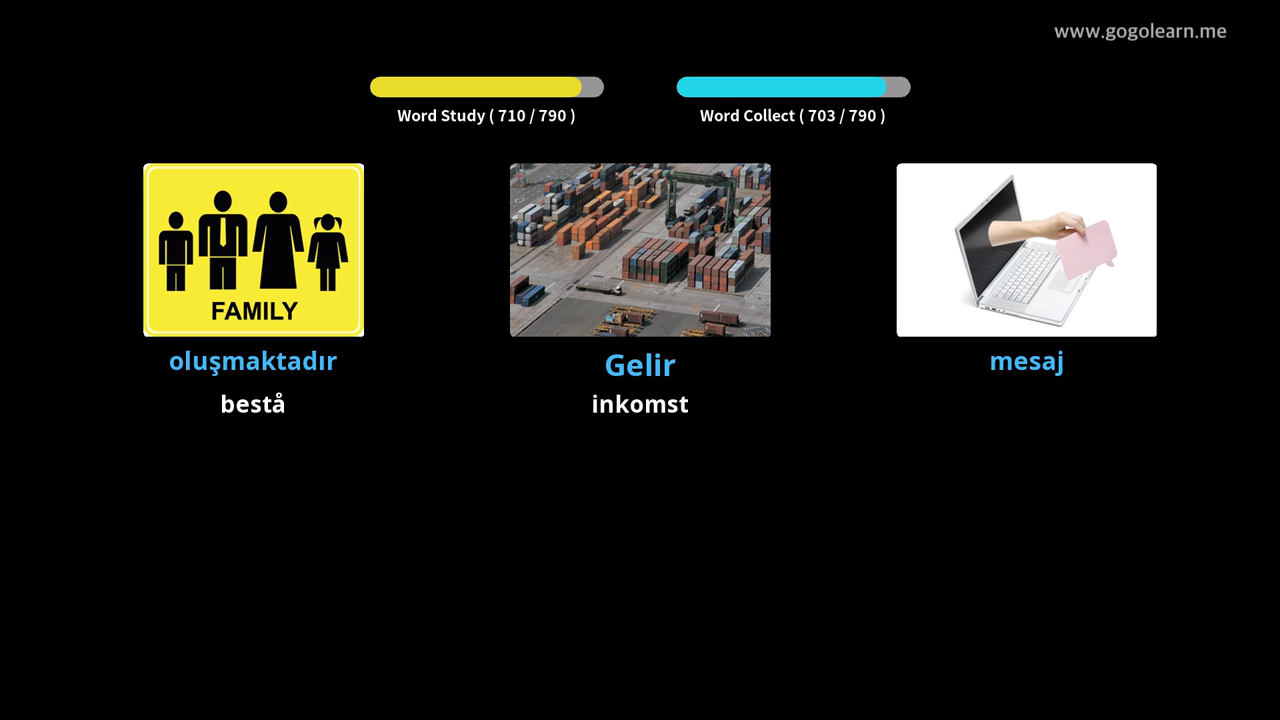 www.gogolearn.me
Word Study ( 710 / 790 )
Word Collect ( 703 / 790 )
FAMILY
oluşmaktadır
bestå
Gelir
inkomst
mesaj